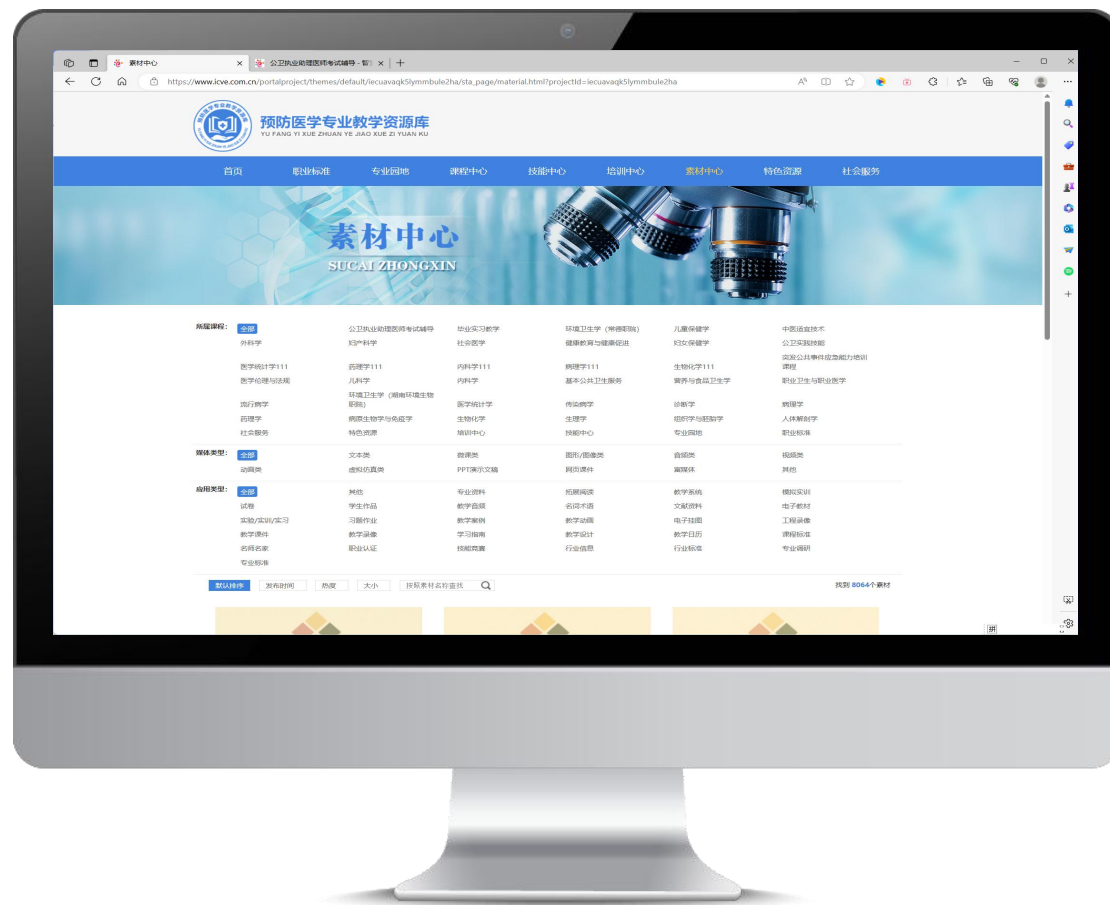 素材中心
公卫执业助理医师考试辅导 - 智
https://www.icve.com.cn/portalproject/themes/default/iecuavaqk5lymmbule2ha/sta_page/material.html?projectId=iecuavaqk5lymmbule2ha
预防医学专业教学资源库
YU FANG YI XUE ZHUAN YE JIAO XUE ZI YUAN KU
首页 职业标准 专业园地 课程中心 技能中心 培训中心 素材中心 特色资源 社会服务
素材中心
SUCAI ZHONGXIN
所属课程: 全部 公卫执业助理医师考试辅导 毕业实习教学 环境卫生学（常德职院） 儿童保健学 中医适宜技术
外科学 妇产科学 社会医学 健康教育与健康促进 妇女保健学 公卫实践技能
医学统计学111 药理学111 内科学111 病理学111 生物化学111 突发公共事件应急能力培训课程
医学伦理与法规 儿科学 内科学 基本公共卫生服务 营养与食品卫生学 职业卫生与职业医学
流行病学 环境卫生学（湖南环境生物职院） 医学统计学 传染病学 诊断学 病理学
药理学 病原生物学与免疫学 生物化学 生理学 组织学与胚胎学 人体解剖学
社会服务 特色资源 培训中心 技能中心 专业园地 职业标准
媒体类型: 全部 文本类 微课类 图形/图像类 音频类 视频类
动画类 虚拟仿真类 PPT演示文稿 网页课件 富媒体 其他
应用类型: 全部 其他 专业资料 拓展阅读 教学系统 模拟实训
试卷 学生作品 教学音频 名词术语 文献资料 电子教材
实验/实训/实习 习题作业 教学案例 教学动画 电子挂图 工程录像
教学课件 教学录像 学习指南 教学设计 教学日历 课程标准
名师名家 职业认证 技能竞赛 行业信息 行业标准 专业调研
专业标准
默认排序 发布时间 热度 大小 按照素材名称查找 找到 8064个素材